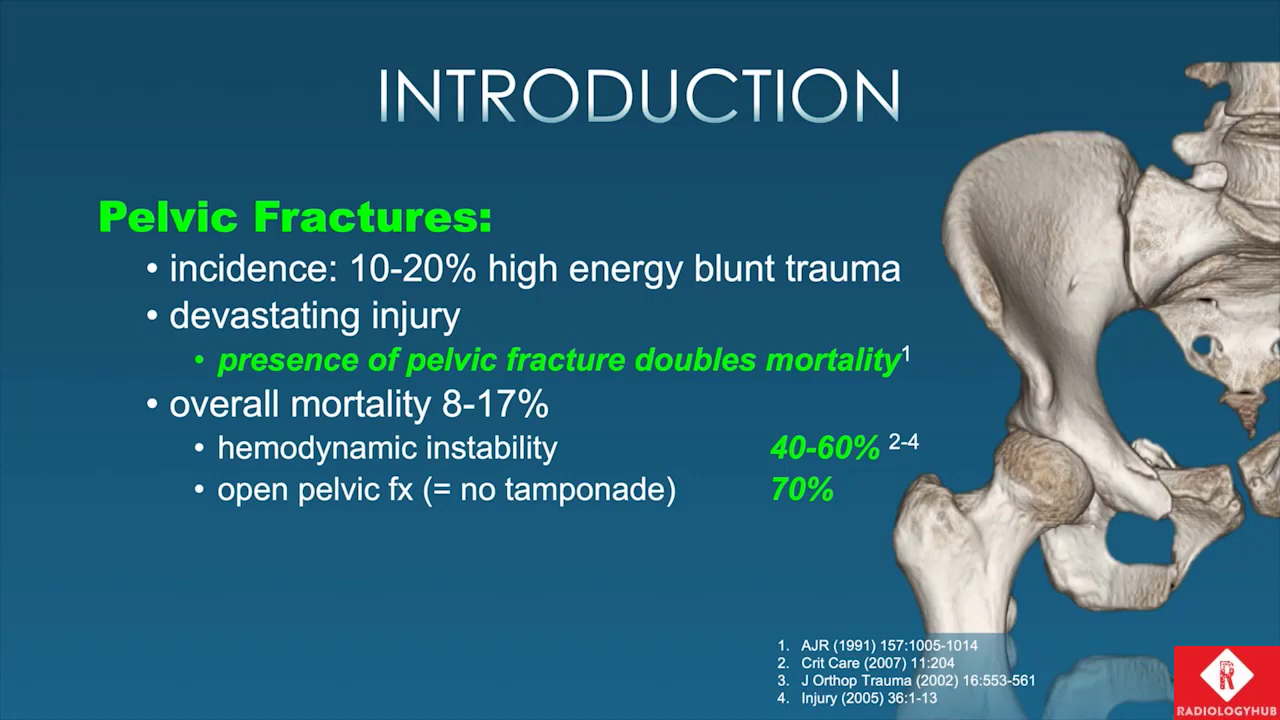 INTRODUCTION
Pelvic Fractures:
• incidence: 10-20% high energy blunt trauma
• devastating injury
• presence of pelvic fracture doubles mortality1
• overall mortality 8-17%
• hemodynamic instability 40-60% 2-4
• open pelvic fx (= no tamponade) 70%
1. AJR (1991) 157:1005-1014
2. Crit Care (2007) 11:204
3. J Orthop Trauma (2002) 16:553-561
4. Injury (2005) 36:1-13
R
RADIOLOGYHUB